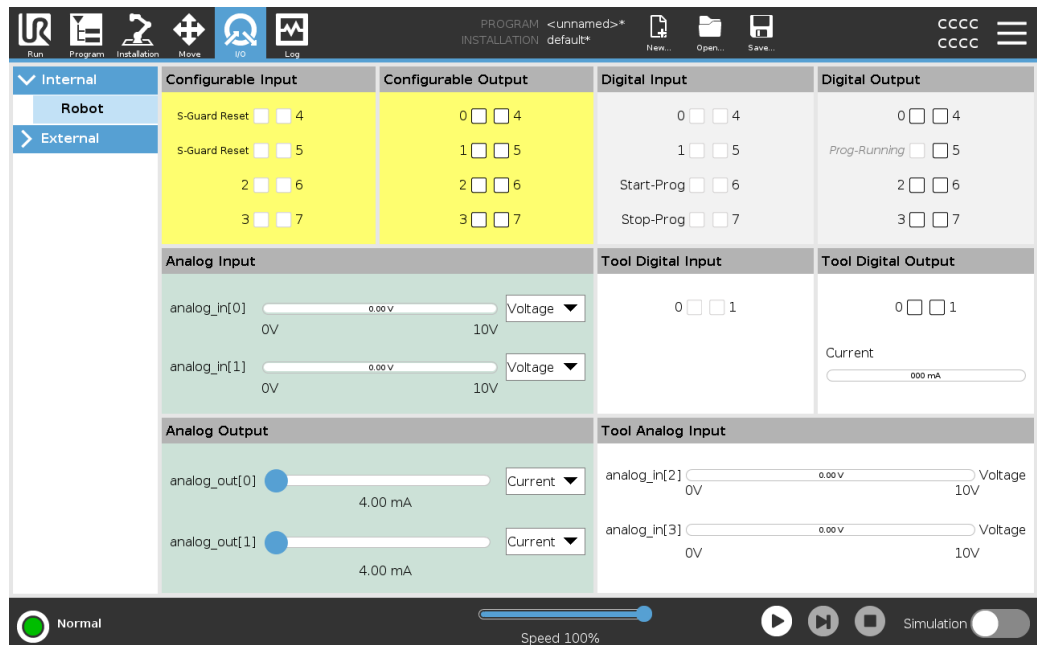 PROGRAM <unnamed>*
INSTALLATION default*
UR
Run
Program
Installation
Move
I/O
Log
New...
Open...
Save...
CCCC
CCCC
Internal
Robot
External
Configurable Input
S-Guard Reset 4
S-Guard Reset 5
2 6
3 7
Configurable Output
0 4
1 5
2 6
3 7
Digital Input
0 4
1 5
Start-Prog 6
Stop-Prog 7
Digital Output
0 4
Prog-Running 5
2 6
3 7
Analog Input
analog_in[0] 0.00 V Voltage
0V 10V
analog_in[1] 0.00 V Voltage
0V 10V
Tool Digital Input
0 1
Tool Digital Output
0 1
Current
000 mA
Analog Output
analog_out[0] Current
4.00 mA
analog_out[1] Current
4.00 mA
Tool Analog Input
analog_in[2] 0.00 V Voltage
0V 10V
analog_in[3] 0.00 V Voltage
0V 10V
Normal
Speed 100%
Simulation